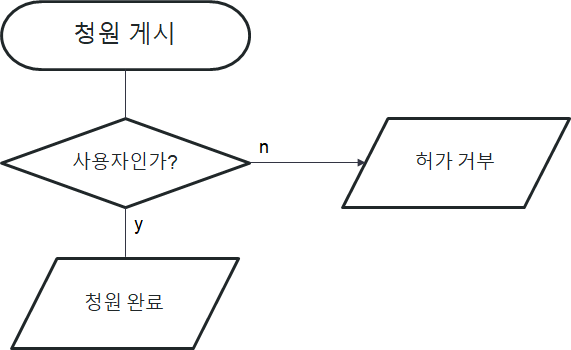 청원 게시
사용자인가?
n
허가 거부
y
청원 완료